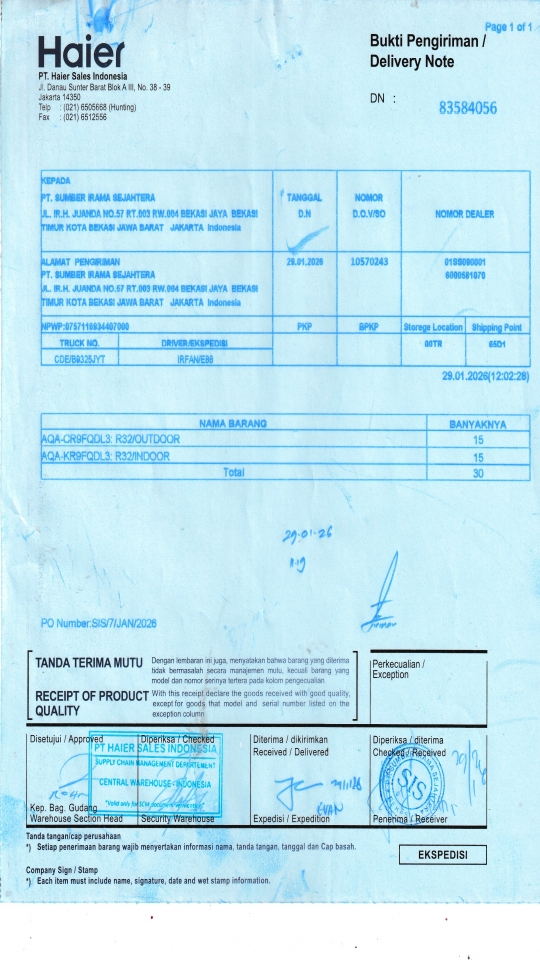 Page 1 of 1
Haier
Bukti Pengiriman /
Delivery Note
PT. Haier Sales Indonesia
Jl. Danau Sunter Barat Blok A III, No. 38 - 39
Jakarta 14350
Telp : (021) 6505668 (Hunting)
Fax : (021) 6512556
DN : 83584056
KEPADA
PT. SUMBER IRAMA SEJAHTERA
JL. IR.H. JUANDA NO.57 RT.003 RW.004 BEKASI JAYA BEKASI
TIMUR KOTA BEKASI JAWA BARAT JAKARTA Indonesia
TANGGAL
D.N
NOMOR
D.O.V/SO
NOMOR DEALER
ALAMAT PENGIRIMAN
PT. SUMBER IRAMA SEJAHTERA
JL. IR.H. JUANDA NO.57 RT.003 RW.004 BEKASI JAYA BEKASI
TIMUR KOTA BEKASI JAWA BARAT JAKARTA Indonesia
29.01.2026
10570243
6000581070
PKP
BPKP
Storege Location
Shipping Point
TRUCK NO.
DRIVER/EKSPEDISI
CDE/B9325JYT
IRFAN/EBB
29.01.2026(12:02:28)
NAMA BARANG BANYAKNYA
AQA-CR9FQDL3: R32/OUTDOOR 15
AQA-KR9FQDL3: R32/INDOOR 15
Total 30
29-01-26
PO Number:SIS/7/JAN/2026
TANDA TERIMA MUTU
Dengan lembaran ini juga, menyatakan bahwa barang yng diterima
tidak bermasalah secara manajemen mutu, kecuali barang yang
model dan nomor serinya tertera pada kolom pengecualian
RECEIPT OF PRODUCT
QUALITY
With this receipt declare the goods received with good quality,
except for goods that model and serial number listed on the
exception column
Perkecualian /
Exception
Disetujui / Approved
Diperiksa / Checked
Diterima / dikirimkan
Received / Delivered
Diperiksa / diterima
Checked / Received
PT HAIER SALES INDONESIA
SUPPLY CHAIN MANAGEMENT DEPARTEMENT
CENTRAL WAREHOUSE - INDONESIA
SIS
Kep. Bag. Gudang
Warehouse Section Head
Security Warehouse
Expedisi / Expedition
Penerima / Receiver
Tanda tangan/cap perusahaan
*) Setiap penerimaan barang wajib menyertakan informasi nama, tanda tangan, tanggal dan Cap basah.
EKSPEDISI
Company Sign / Stamp
*) Each item must include name, signature, date and wet stamp information.